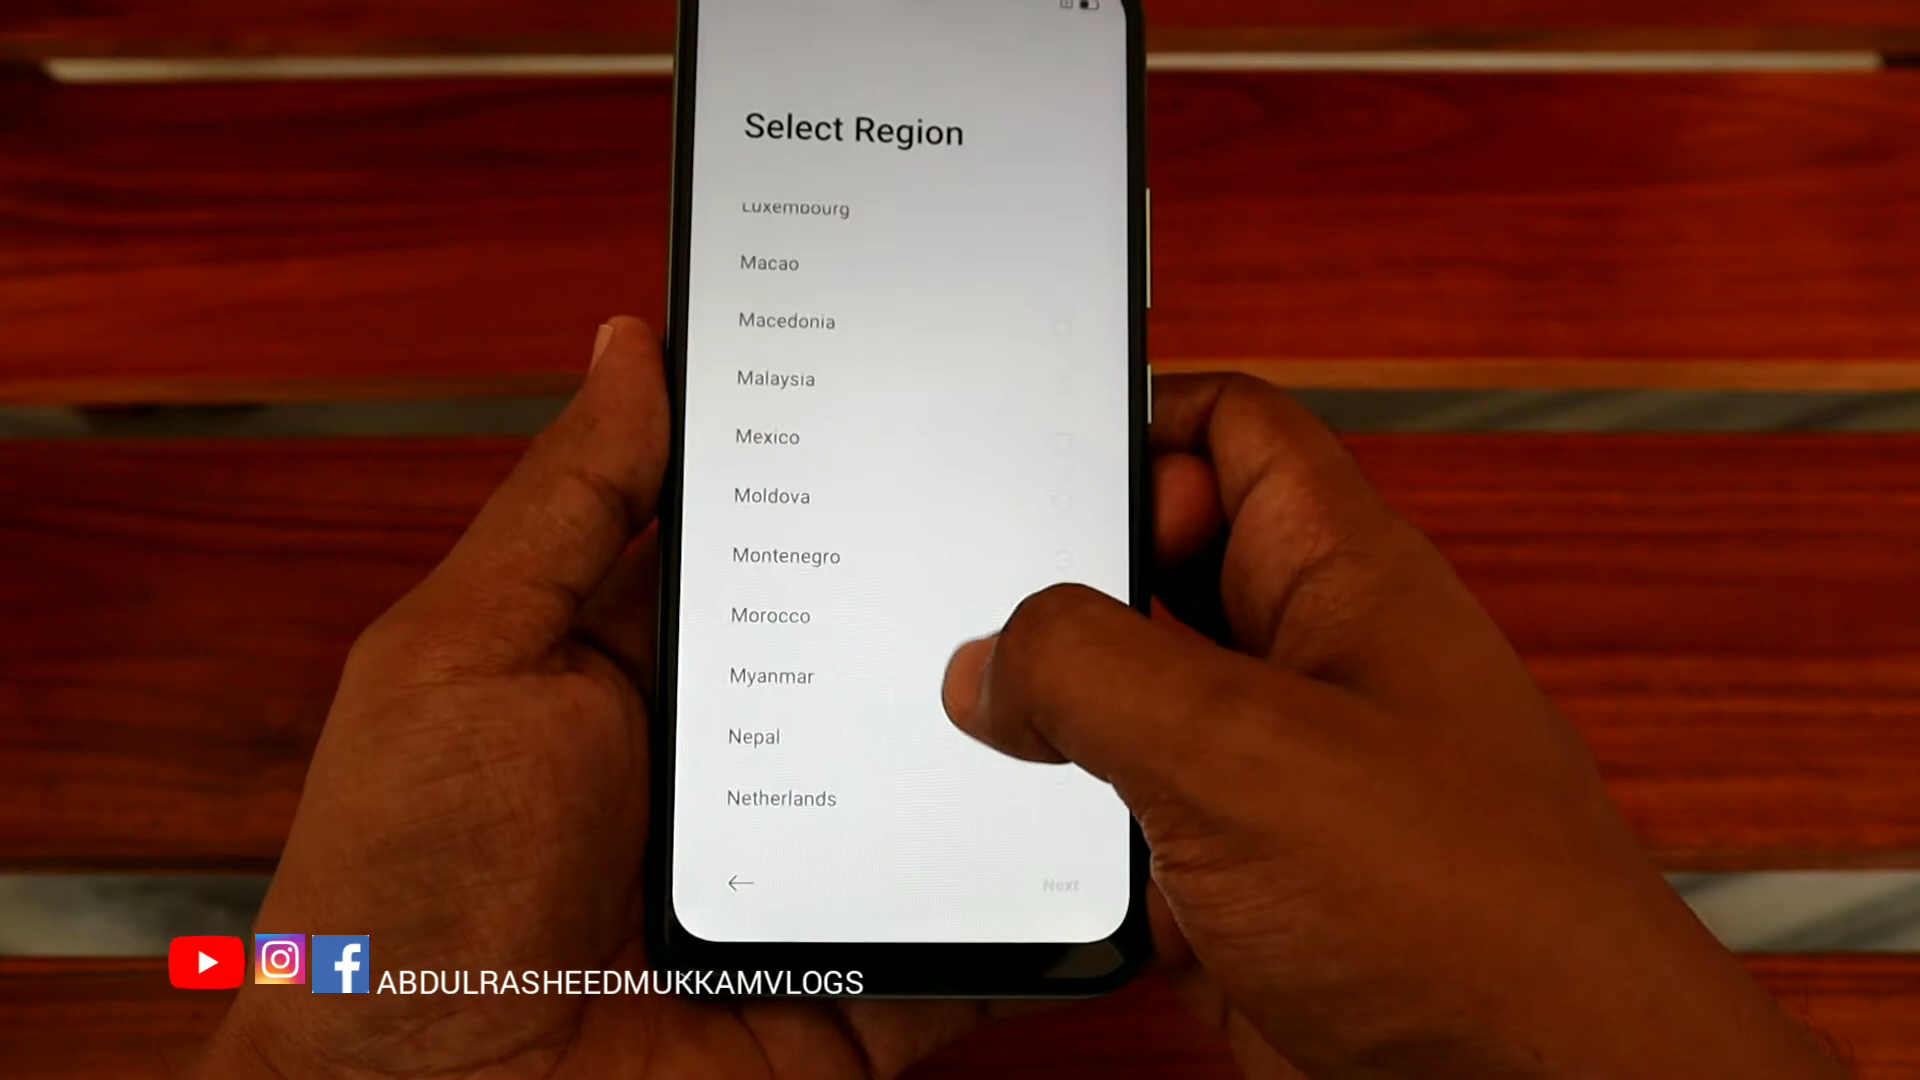 Select Region
Luxembourg
Macao
Macedonia
Malaysia
Mexico
Moldova
Montenegro
Morocco
Myanmar
Nepal
Netherlands
Next
ABDULRASHEEDMUKKAMVLOGS